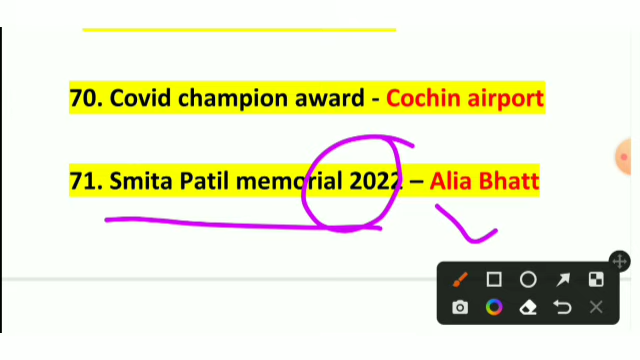 70. Covid champion award - Cochin airport
71. Smita Patil memorial 2022 – Alia Bhatt